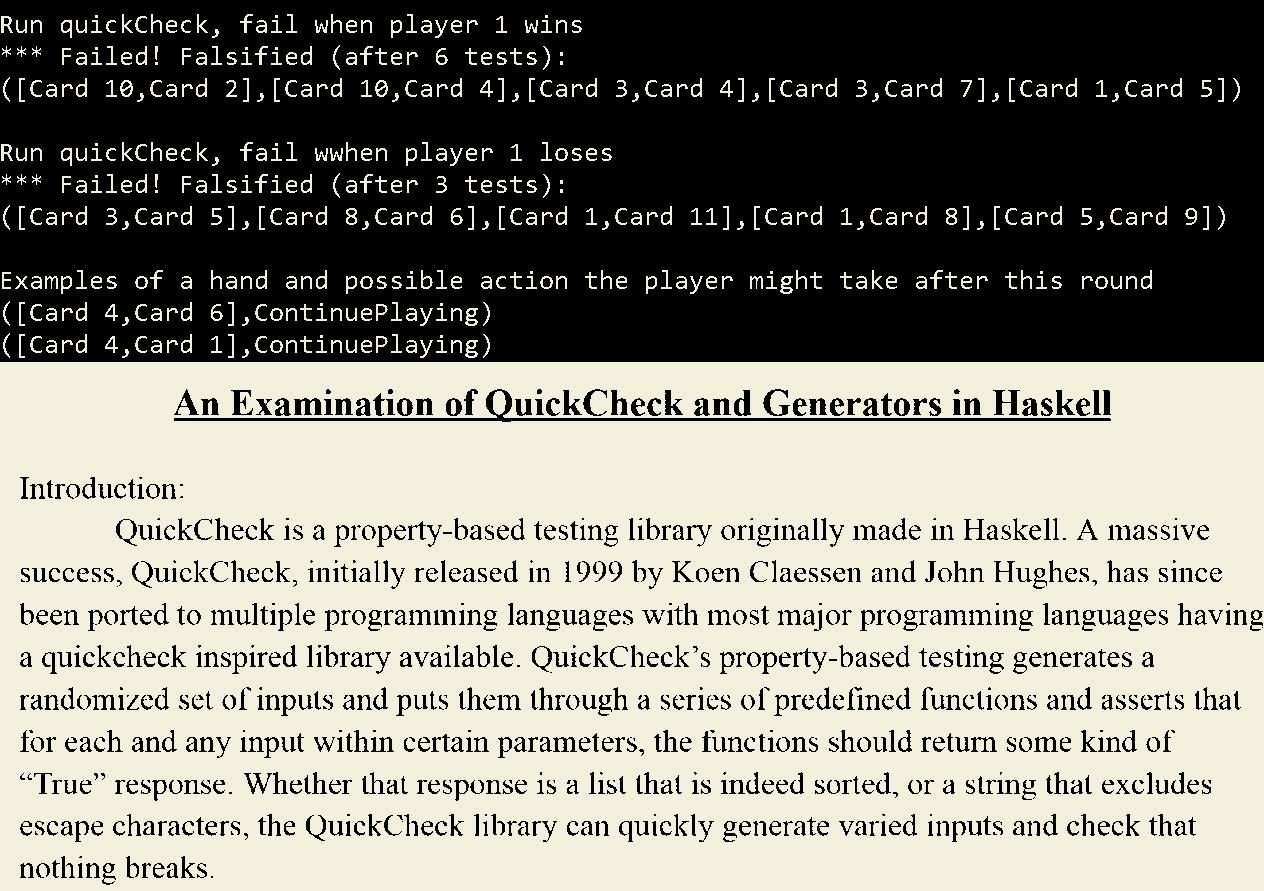 Run quickCheck, fail when player 1 wins
*** Failed! Falsified (after 6 tests):
([Card 10,Card 2],[Card 10,Card 4],[Card 3,Card 4],[Card 3,Card 7],[Card 1,Card 5])
Run quickCheck, fail wwhen player 1 loses
*** Failed! Falsified (after 3 tests):
([Card 3,Card 5],[Card 8,Card 6],[Card 1,Card 11],[Card 1,Card 8],[Card 5,Card 9])
Examples of a hand and possible action the player might take after this round
([Card 4,Card 6],ContinuePlaying)
([Card 4,Card 1],ContinuePlaying)
An Examination of QuickCheck and Generators in Haskell
Introduction:
QuickCheck is a property-based testing library originally made in Haskell. A massive
success, QuickCheck, initially released in 1999 by Koen Claessen and John Hughes, has since
been ported to multiple programming languages with most major programming languages having
a quickcheck inspired library available. QuickCheck’s property-based testing generates a
randomized set of inputs and puts them through a series of predefined functions and asserts that
for each and any input within certain parameters, the functions should return some kind of
“True” response. Whether that response is a list that is indeed sorted, or a string that excludes
escape characters, the QuickCheck library can quickly generate varied inputs and check that
nothing breaks.